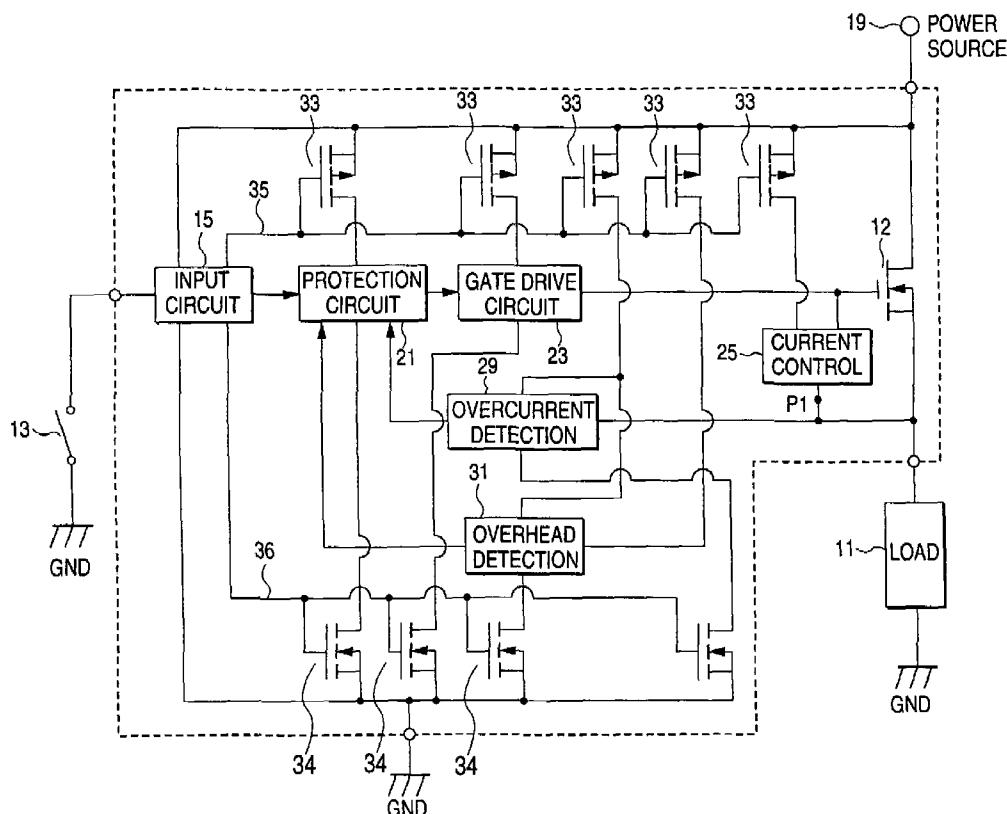 19 POWER
SOURCE
33 33 33 33 33
35
15
INPUT
CIRCUIT
PROTECTION
CIRCUIT
21
GATE DRIVE
CIRCUIT
23
12
25 CURRENT
CONTROL
P1
29
OVERCURRENT
DETECTION
13
GND
31
OVERHEAD
DETECTION
11 LOAD
GND
36
34 34 34
GND